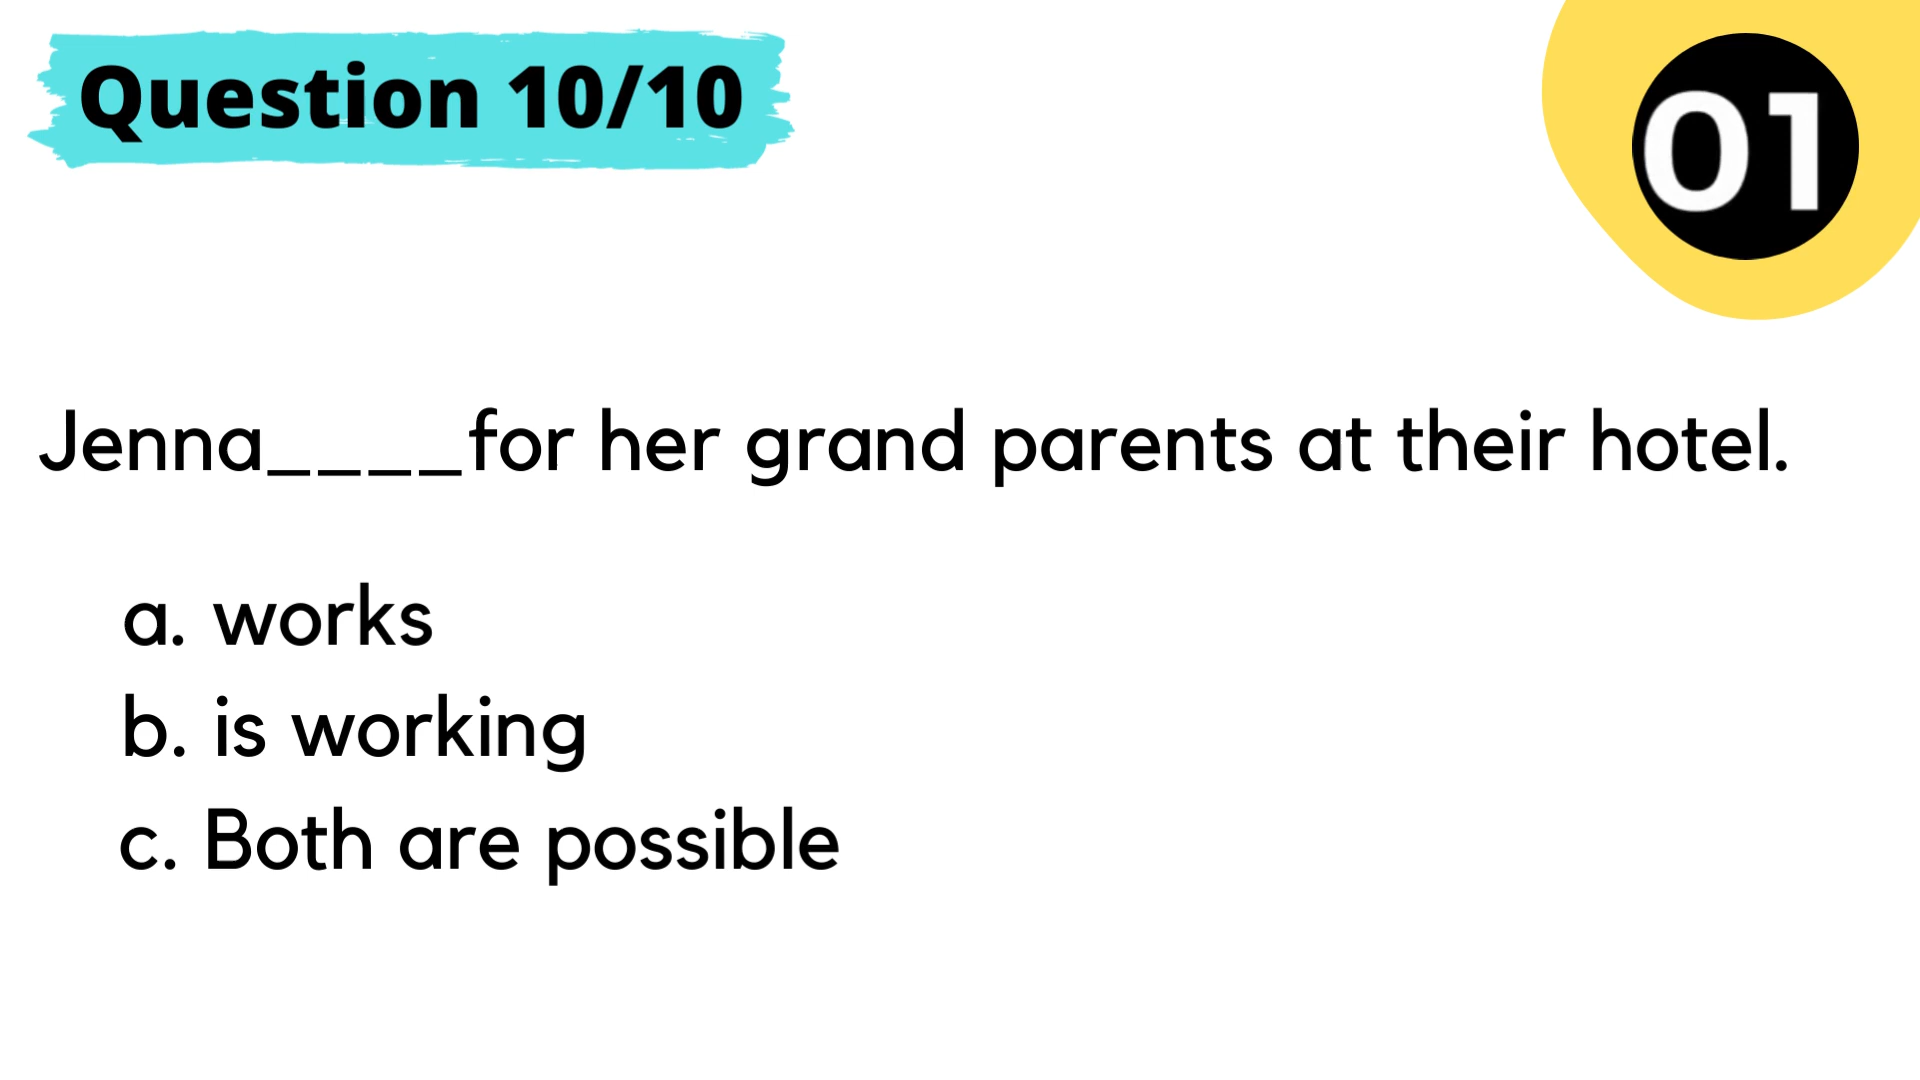 Question 10/10
01
Jenna____for her grand parents at their hotel.
a. works
b. is working
c. Both are possible